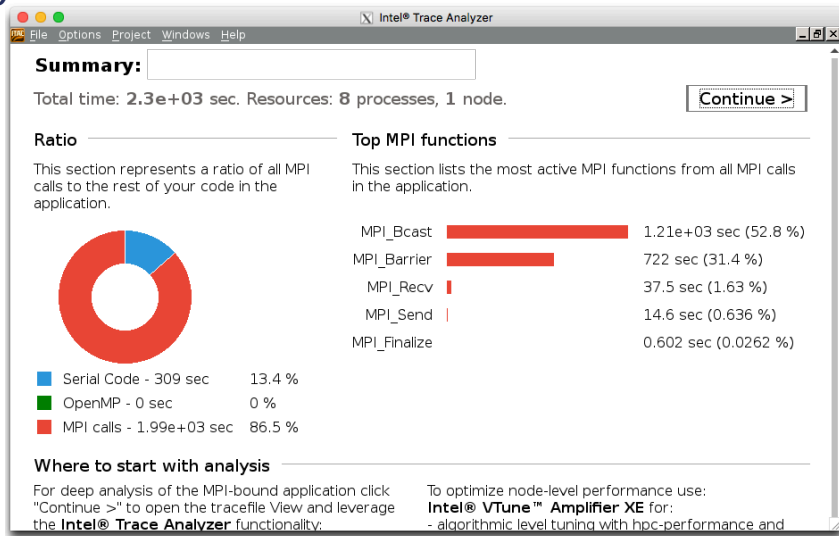 Intel® Trace Analyzer
File Options Project Windows Help
Summary:
Total time: 2.3e+03 sec. Resources: 8 processes, 1 node.
Continue >
Ratio
This section represents a ratio of all MPI
calls to the rest of your code in the
application.
Serial Code - 309 sec 13.4 %
OpenMP - 0 sec 0 %
MPI calls - 1.99e+03 sec 86.5 %
Top MPI functions
This section lists the most active MPI functions from all MPI calls
in the application.
MPI_Bcast 1.21e+03 sec (52.8 %)
MPI_Barrier 722 sec (31.4 %)
MPI_Recv 37.5 sec (1.63 %)
MPI_Send 14.6 sec (0.636 %)
MPI_Finalize 0.602 sec (0.0262 %)
Where to start with analysis
For deep analysis of the MPI-bound application click
"Continue >" to open the tracefile View and leverage
the Intel® Trace Analyzer functionality:
To optimize node-level performance use:
Intel® VTune™ Amplifier XE for:
- algorithmic level tuning with hpc-performance and